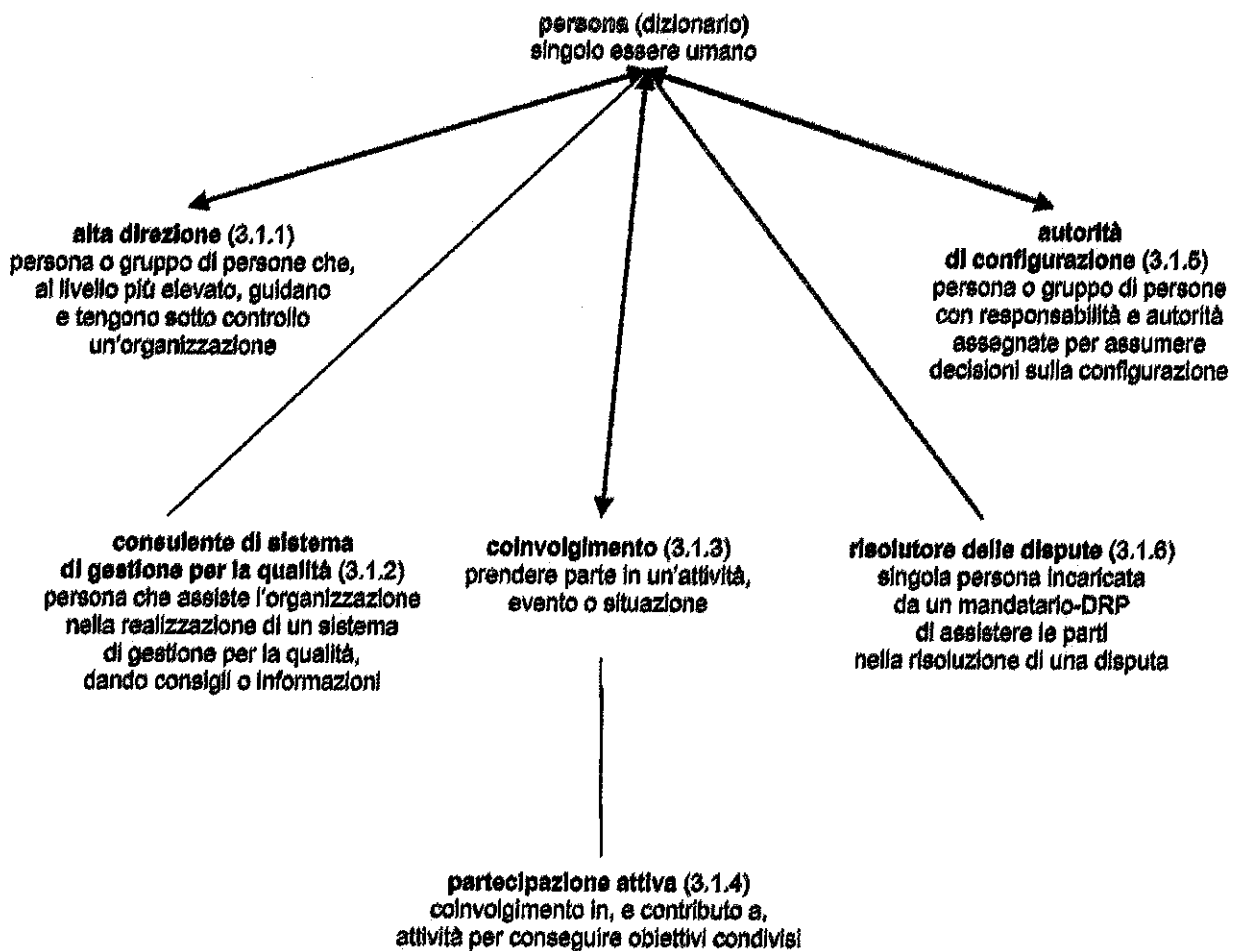 persona (dizionario)
singolo essere umano
alta direzione (3.1.1)
persona o gruppo di persone che,
al livello più elevato, guidano
e tengono sotto controllo
un'organizzazione
autorità
di configurazione (3.1.5)
persona o gruppo di persone
con responsabilità e autorità
assegnate per assumere
decisioni sulla configurazione
consulente di sistema
di gestione per la qualità (3.1.2)
persona che assiste l'organizzazione
nella realizzazione di un sistema
di gestione per la qualità,
dando consigli o informazioni
coinvolgimento (3.1.3)
prendere parte in un'attività,
evento o situazione
risolutore delle dispute (3.1.6)
singola persona incaricata
da un mandatario-DRP
di assistere le parti
nella risoluzione di una disputa
partecipazione attiva (3.1.4)
coinvolgimento in, e contributo a,
attività per conseguire obiettivi condivisi